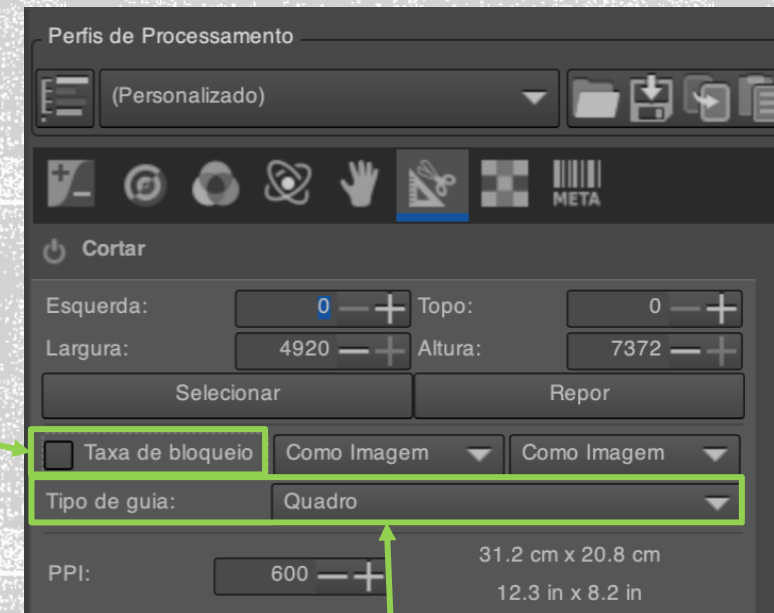 Perfis de Processamento
(Personalizado)
+/-
META
Cortar
Esquerda: 0 Topo: 0
Largura: 4920 Altura: 7372
Selecionar Repor
Taxa de bloqueio Como Imagem Como Imagem
Tipo de guia: Quadro
PPI: 600 31.2 cm x 20.8 cm
12.3 in x 8.2 in